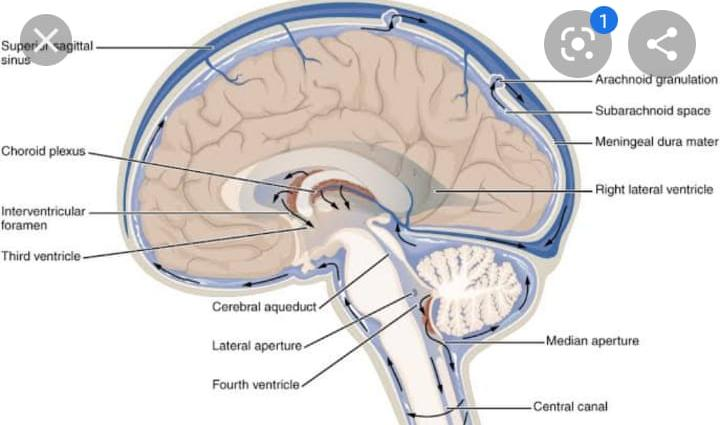 1
Superior sagittal
sinus
Arachnoid granulation
Subarachnoid space
Meningeal dura mater
Choroid plexus
Right lateral ventricle
Interventricular
foramen
Third ventricle
Cerebral aqueduct
Lateral aperture
Median aperture
Fourth ventricle
Central canal